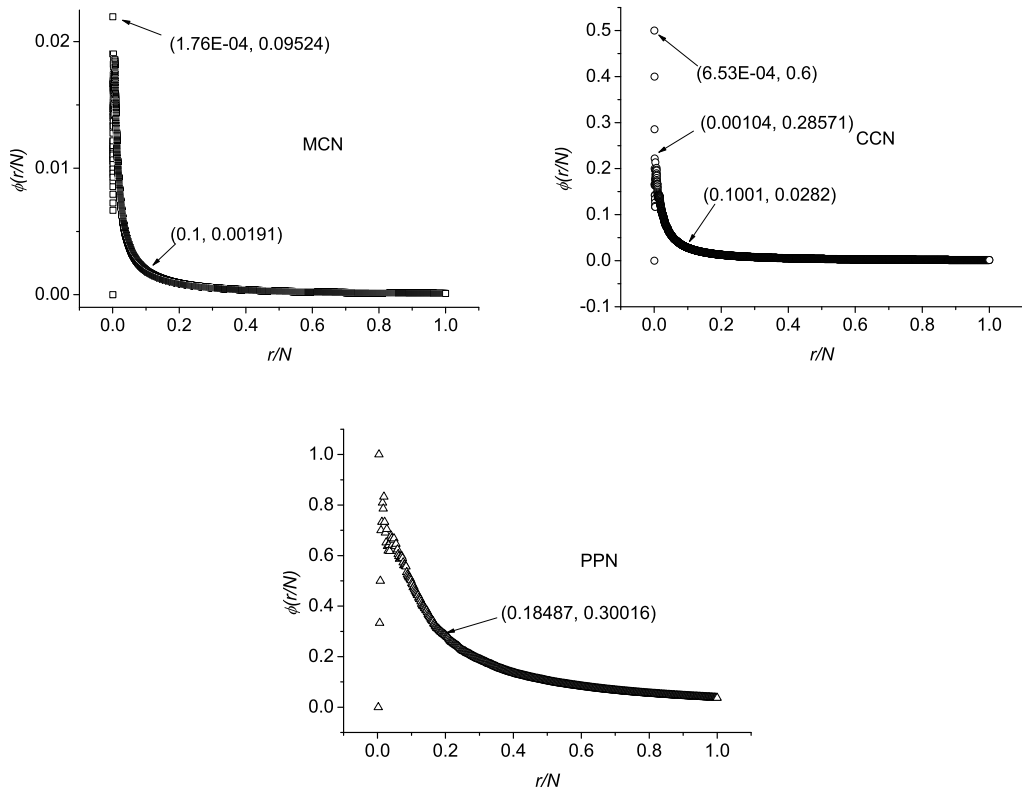 0.02
0.01
0.00
ϕ(r/N)
(1.76E-04, 0.09524)
MCN
(0.1, 0.00191)
0.0 0.2 0.4 0.6 0.8 1.0
r/N
0.5
0.4
0.3
0.2
0.1
0.0
-0.1
ϕ(r/N)
(6.53E-04, 0.6)
(0.00104, 0.28571)
CCN
(0.1001, 0.0282)
0.0 0.2 0.4 0.6 0.8 1.0
r/N
1.0
0.8
0.6
0.4
0.2
0.0
ϕ(r/N)
PPN
(0.18487, 0.30016)
0.0 0.2 0.4 0.6 0.8 1.0
r/N